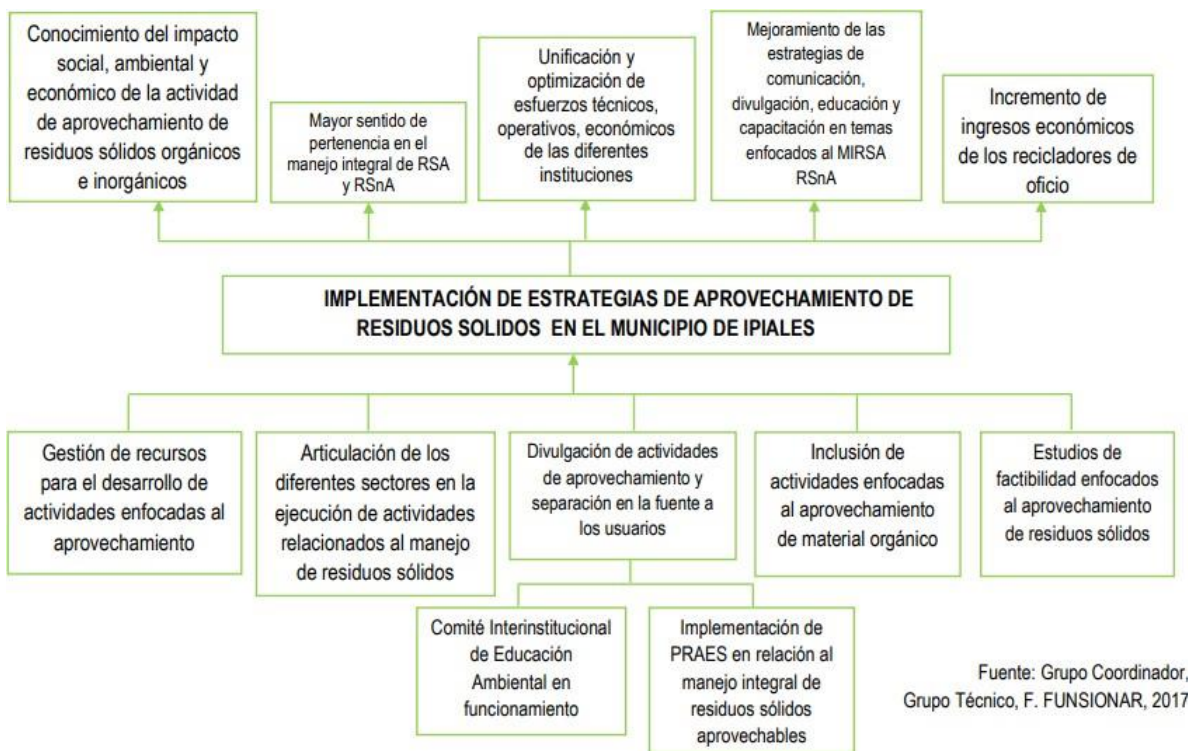 Conocimiento del impacto
social, ambiental y
económico de la actividad
de aprovechamiento de
residuos sólidos orgánicos
e inorgánicos
Mayor sentido de
pertenencia en el
manejo integral de RSA
y RSnA
Unificación y
optimización de
esfuerzos técnicos,
operativos, económicos
de las diferentes
instituciones
Mejoramiento de las
estrategias de
comunicación,
divulgación, educación y
capacitación en temas
enfocados al MIRSA
RSnA
Incremento de
ingresos económicos
de los recicladores de
oficio
IMPLEMENTACIÓN DE ESTRATEGIAS DE APROVECHAMIENTO DE
RESIDUOS SOLIDOS EN EL MUNICIPIO DE IPIALES
Gestión de recursos
para el desarrollo de
actividades enfocadas al
aprovechamiento
Articulación de los
diferentes sectores en la
ejecución de actividades
relacionados al manejo
de residuos sólidos
Divulgación de actividades
de aprovechamiento y
separación en la fuente a
los usuarios
Inclusión de
actividades enfocadas
al aprovechamiento
de material orgánico
Estudios de
factibilidad enfocados
al aprovechamiento
de residuos sólidos
Comité Interinstitucional
de Educación
Ambiental en
funcionamiento
Implementación de
PRAES en relación al
manejo integral de
residuos sólidos
aprovechables
Fuente: Grupo Coordinador,
Grupo Técnico, F. FUNSIONAR, 2017